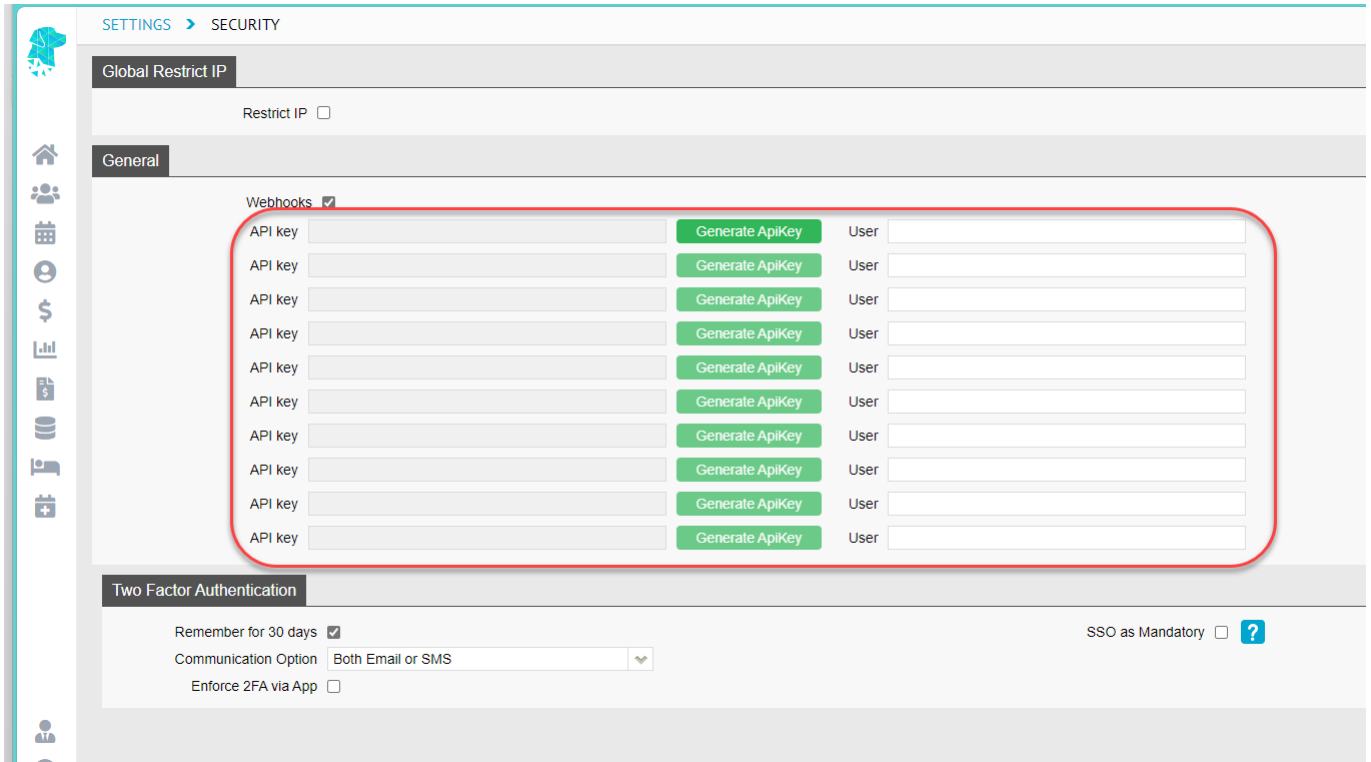 SETTINGS > SECURITY
Global Restrict IP
Restrict IP
General
Webhooks
API key Generate ApiKey User
API key Generate ApiKey User
API key Generate ApiKey User
API key Generate ApiKey User
API key Generate ApiKey User
API key Generate ApiKey User
API key Generate ApiKey User
API key Generate ApiKey User
API key Generate ApiKey User
API key Generate ApiKey User
Two Factor Authentication
Remember for 30 days SSO as Mandatory ?
Communication Option Both Email or SMS
Enforce 2FA via App